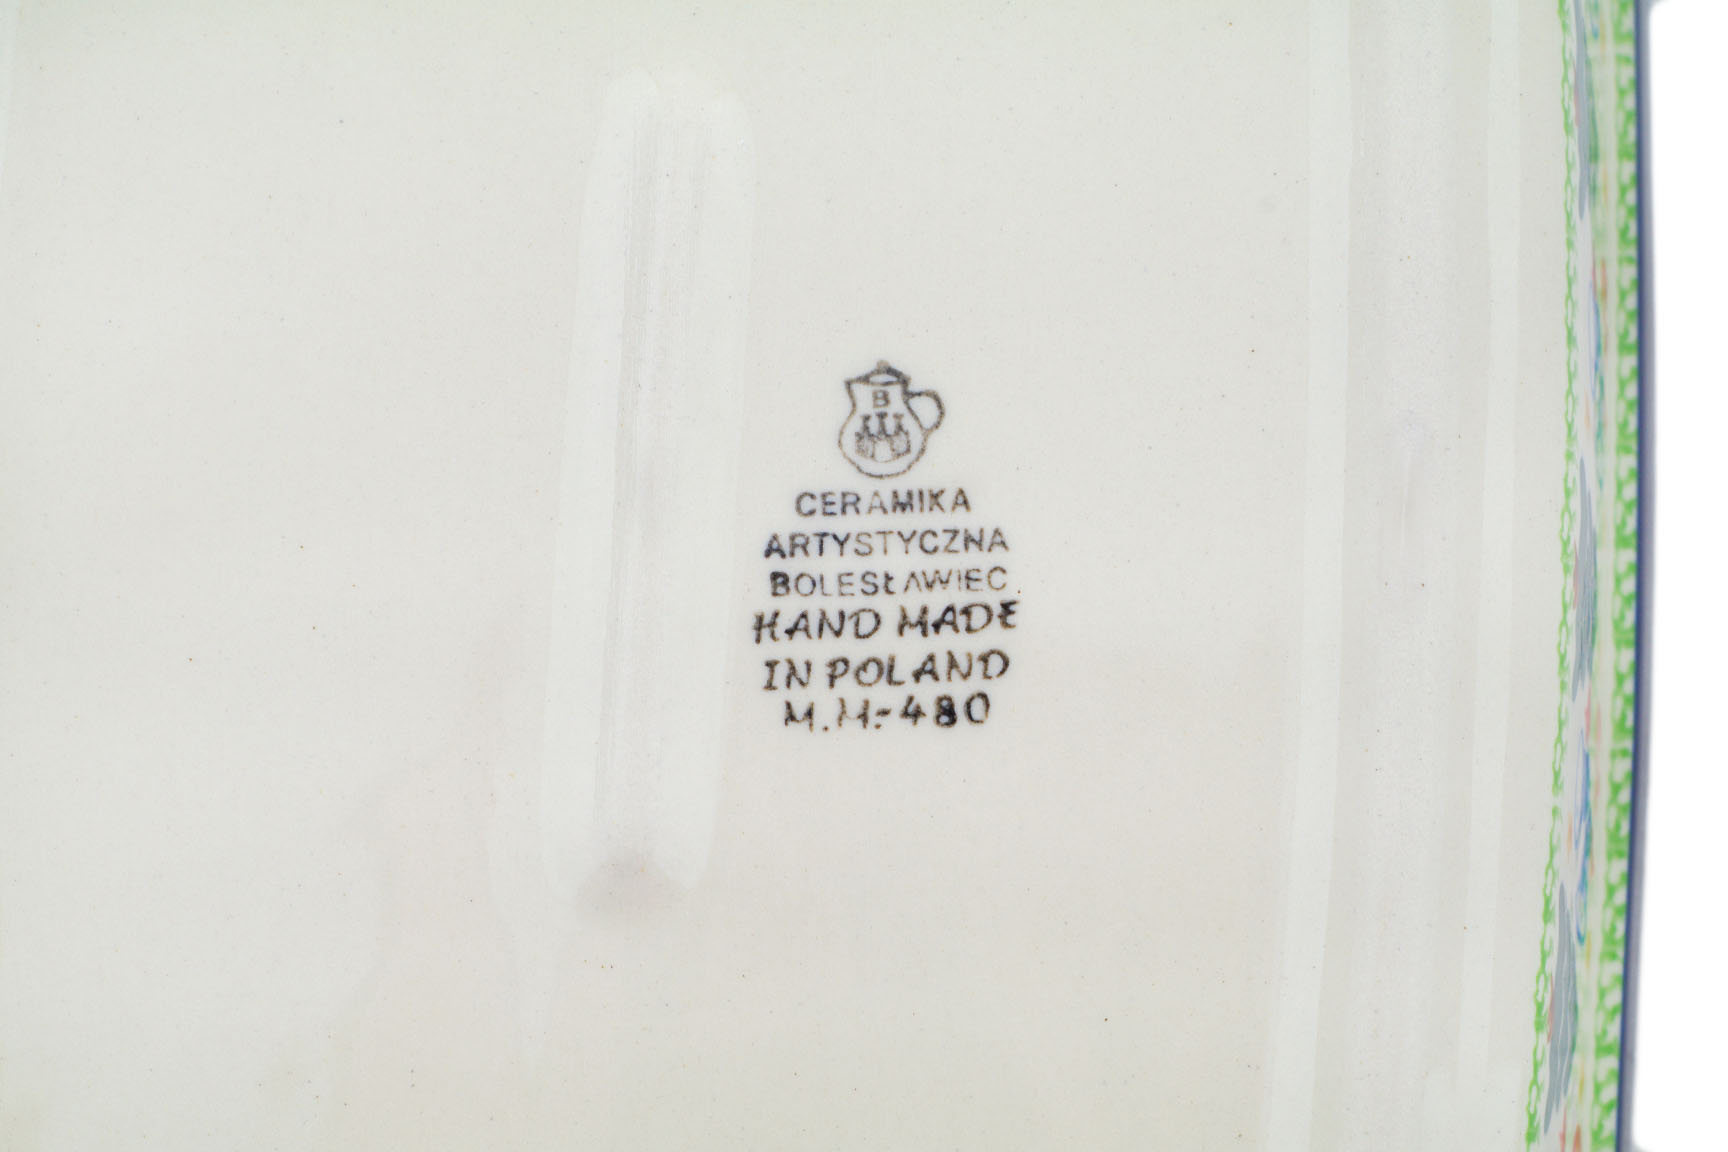 B
CERAMIKA
ARTYSTYCZNA
BOLESŁAWIEC
HAND MADE
IN POLAND
M.M.-480